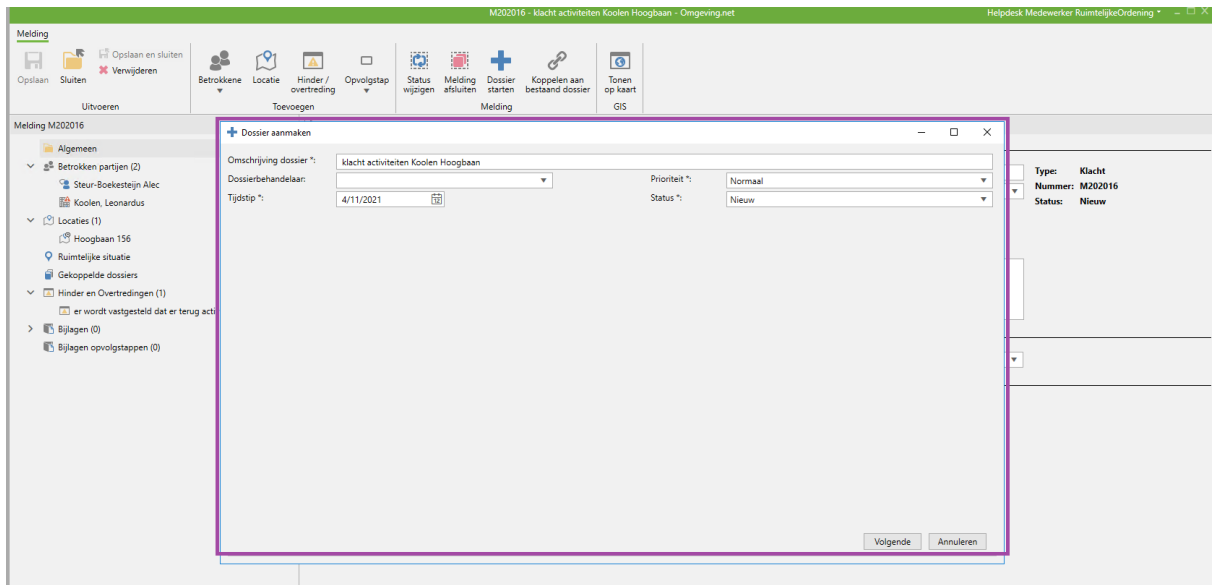 M202016 - klacht activiteiten Koolen Hoogbaan - Omgeving.net
Helpdesk Medewerker RuimtelijkeOrdening
Melding
Opslaan
Sluiten
Opslaan en sluiten
Verwijderen
Uitvoeren
Betrokkene
Locatie
Hinder /
overtreding
Opvolgstap
Toevoegen
Status
wijzigen
Melding
afsluiten
Dossier
starten
Koppelen aan
bestaand dossier
Melding
Tonen
op kaart
GIS
Melding M202016
Algemeen
Betrokken partijen (2)
Steur-Boekesteijn Alec
Koolen, Leonardus
Locaties (1)
Hoogbaan 156
Ruimtelijke situatie
Gekoppelde dossiers
Hinder en Overtredingen (1)
er wordt vastgesteld dat er terug acti
Bijlagen (0)
Bijlagen opvolgstappen (0)
Dossier aanmaken
Omschrijving dossier *: klacht activiteiten Koolen Hoogbaan
Dossierbehandelaar: Prioriteit *: Normaal
Tijdstip *: 4/11/2021 12 Status *: Nieuw
Volgende Annuleren
Type: Klacht
Nummer: M202016
Status: Nieuw